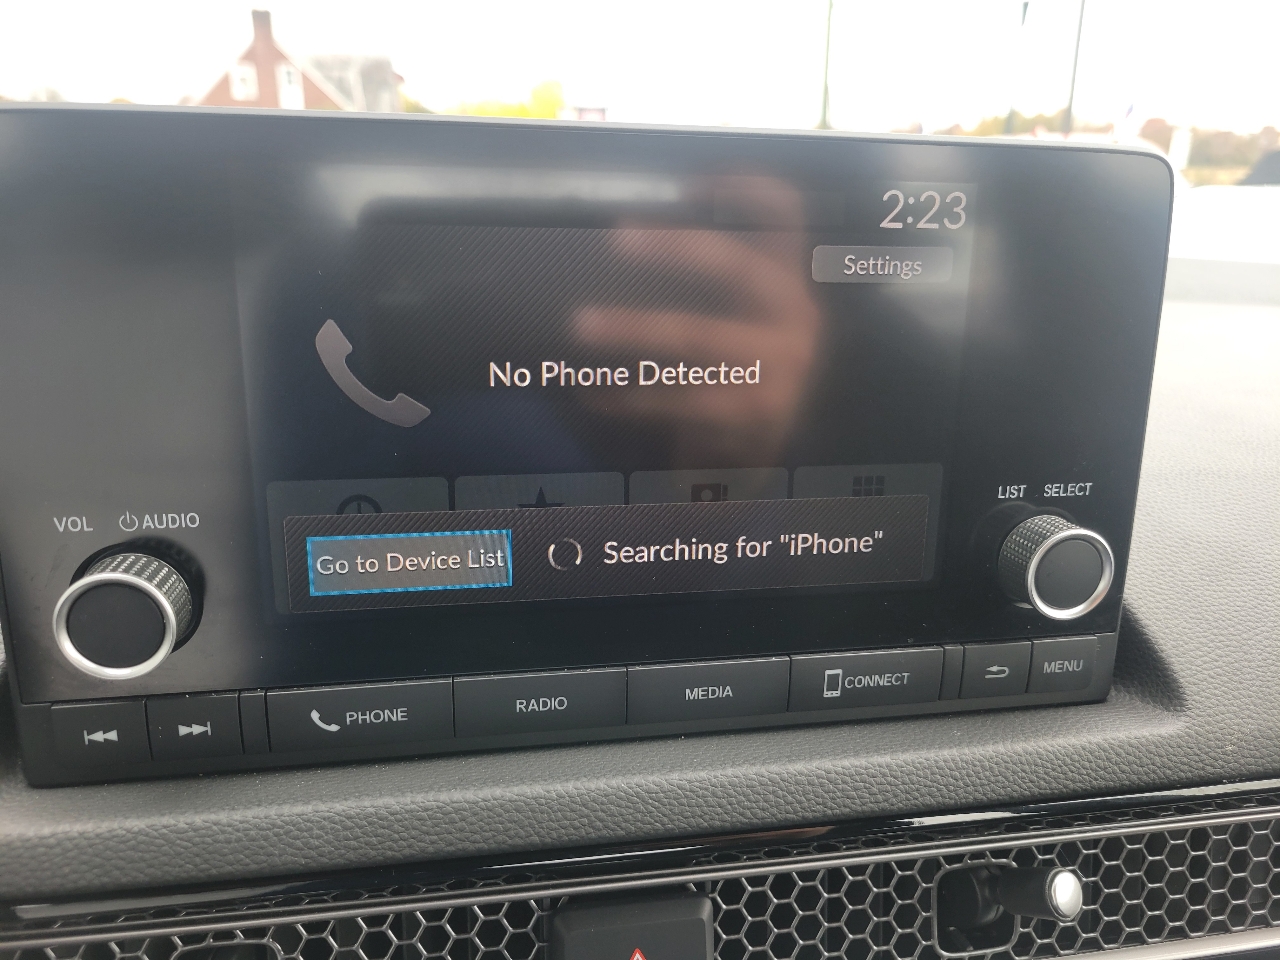 2:23
Settings
No Phone Detected
Go to Device List
Searching for "iPhone"
VOL AUDIO
LIST SELECT
PHONE
RADIO
MEDIA
CONNECT
MENU